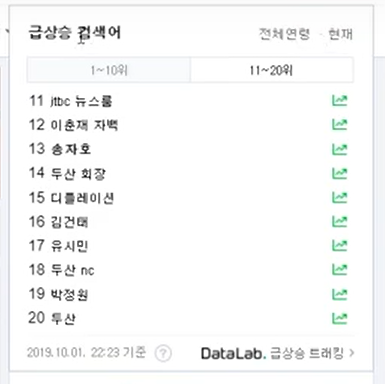 급상승 검색어
전체연령 · 현재
1~10위
11~20위
11 jtbc 뉴스룸
12 이춘재 자백
13 송자호
14 두산 회장
15 디플레이션
16 김건태
17 유시민
18 두산 nc
19 박정원
20 두산
2019.10.01. 22:23 기준 ?
DataLab. 급상승 트래킹 >